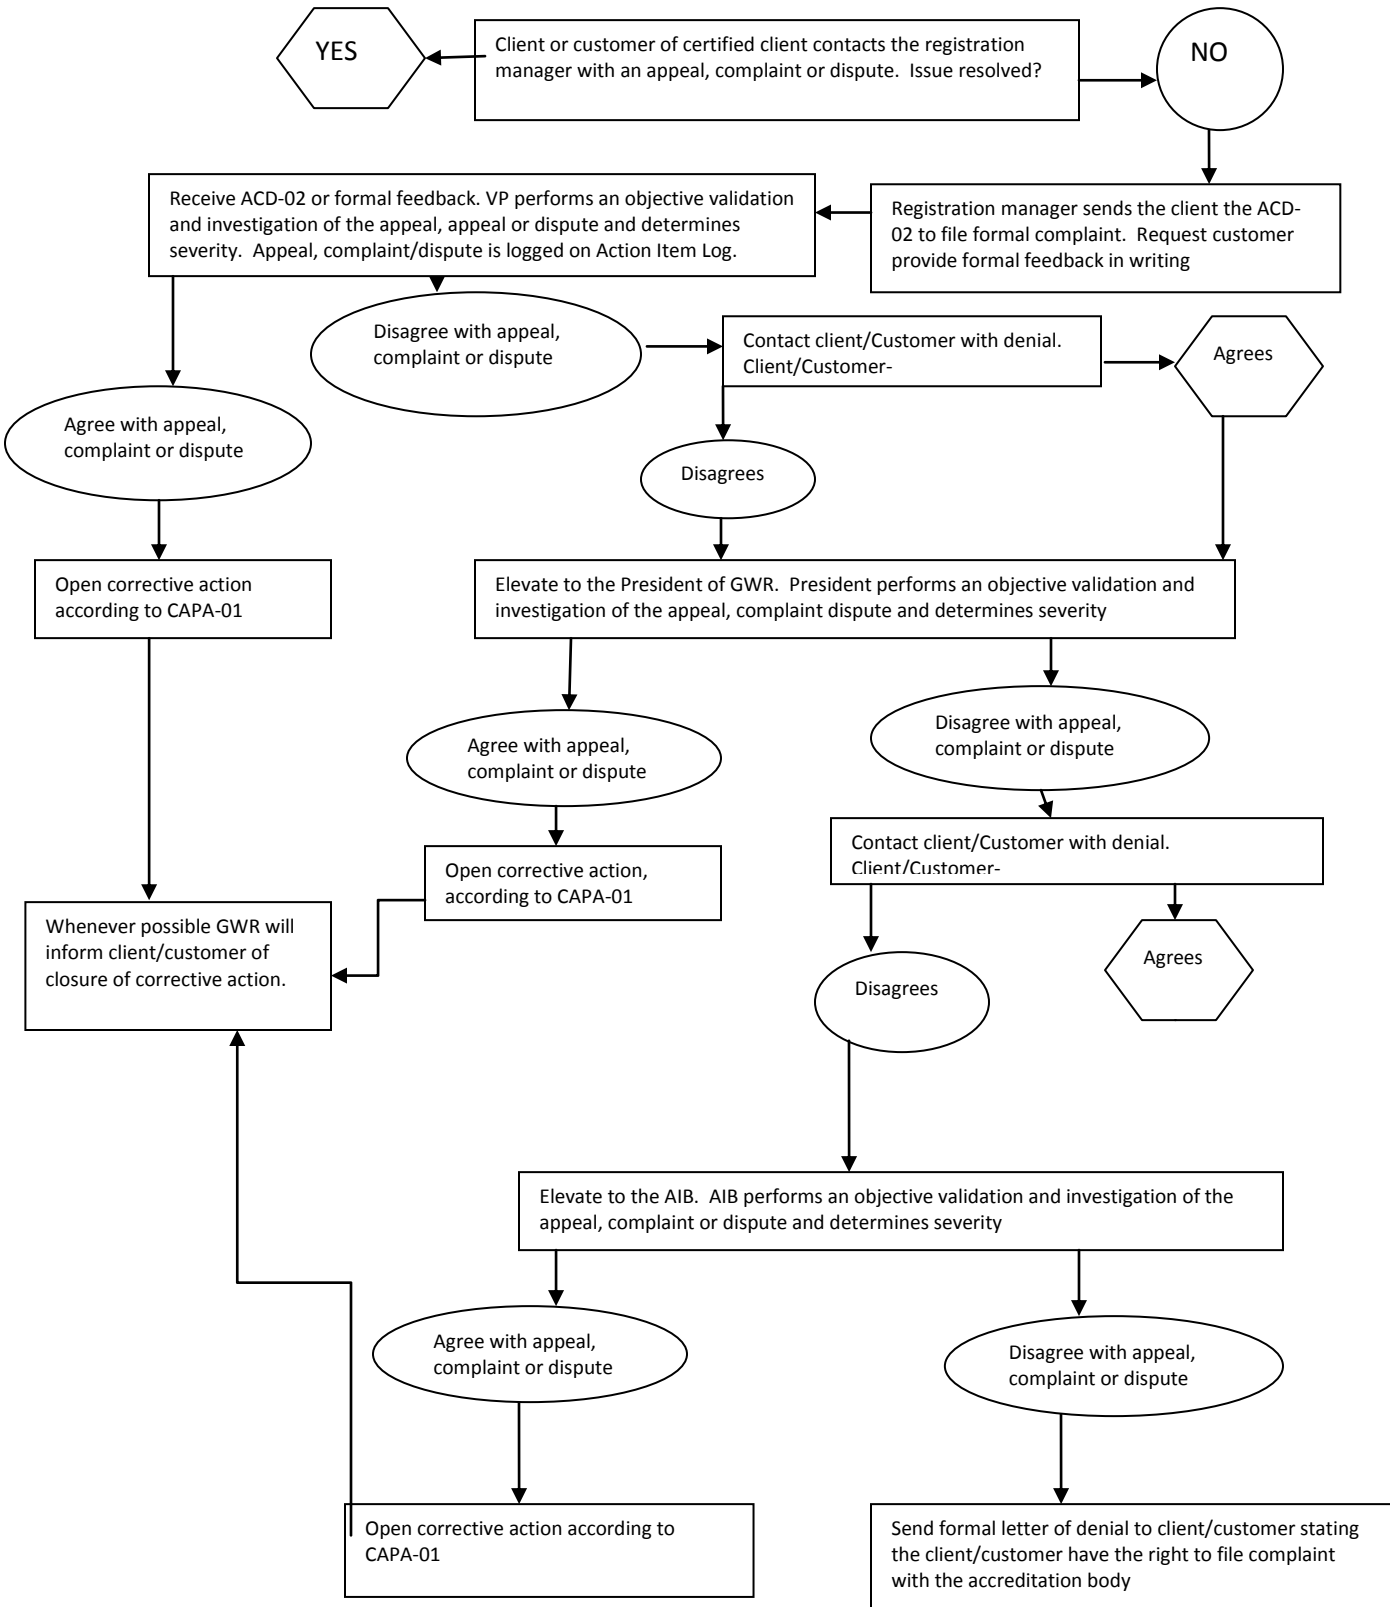 YES
Client or customer of certified client contacts the registration
manager with an appeal, complaint or dispute.  Issue resolved?
NO
Receive ACD-02 or formal feedback. VP performs an objective validation
and investigation of the appeal, appeal or dispute and determines
severity.  Appeal, complaint/dispute is logged on Action Item Log.
Registration manager sends the client the ACD-
02 to file formal complaint.  Request customer
provide formal feedback in writing
Disagree with appeal,
complaint or dispute
Contact client/Customer with denial.
Client/Customer-
Agrees
Agree with appeal,
complaint or dispute
Disagrees
Open corrective action
according to CAPA-01
Elevate to the President of GWR.  President performs an objective validation and
investigation of the appeal, complaint dispute and determines severity
Agree with appeal,
complaint or dispute
Disagree with appeal,
complaint or dispute
Contact client/Customer with denial.
Client/Customer-
Open corrective action,
according to CAPA-01
Whenever possible GWR will
inform client/customer of
closure of corrective action.
Agrees
Disagrees
Elevate to the AIB.  AIB performs an objective validation and investigation of the
appeal, complaint or dispute and determines severity
Agree with appeal,
complaint or dispute
Disagree with appeal,
complaint or dispute
Open corrective action according to
CAPA-01
Send formal letter of denial to client/customer stating
the client/customer have the right to file complaint
with the accreditation body